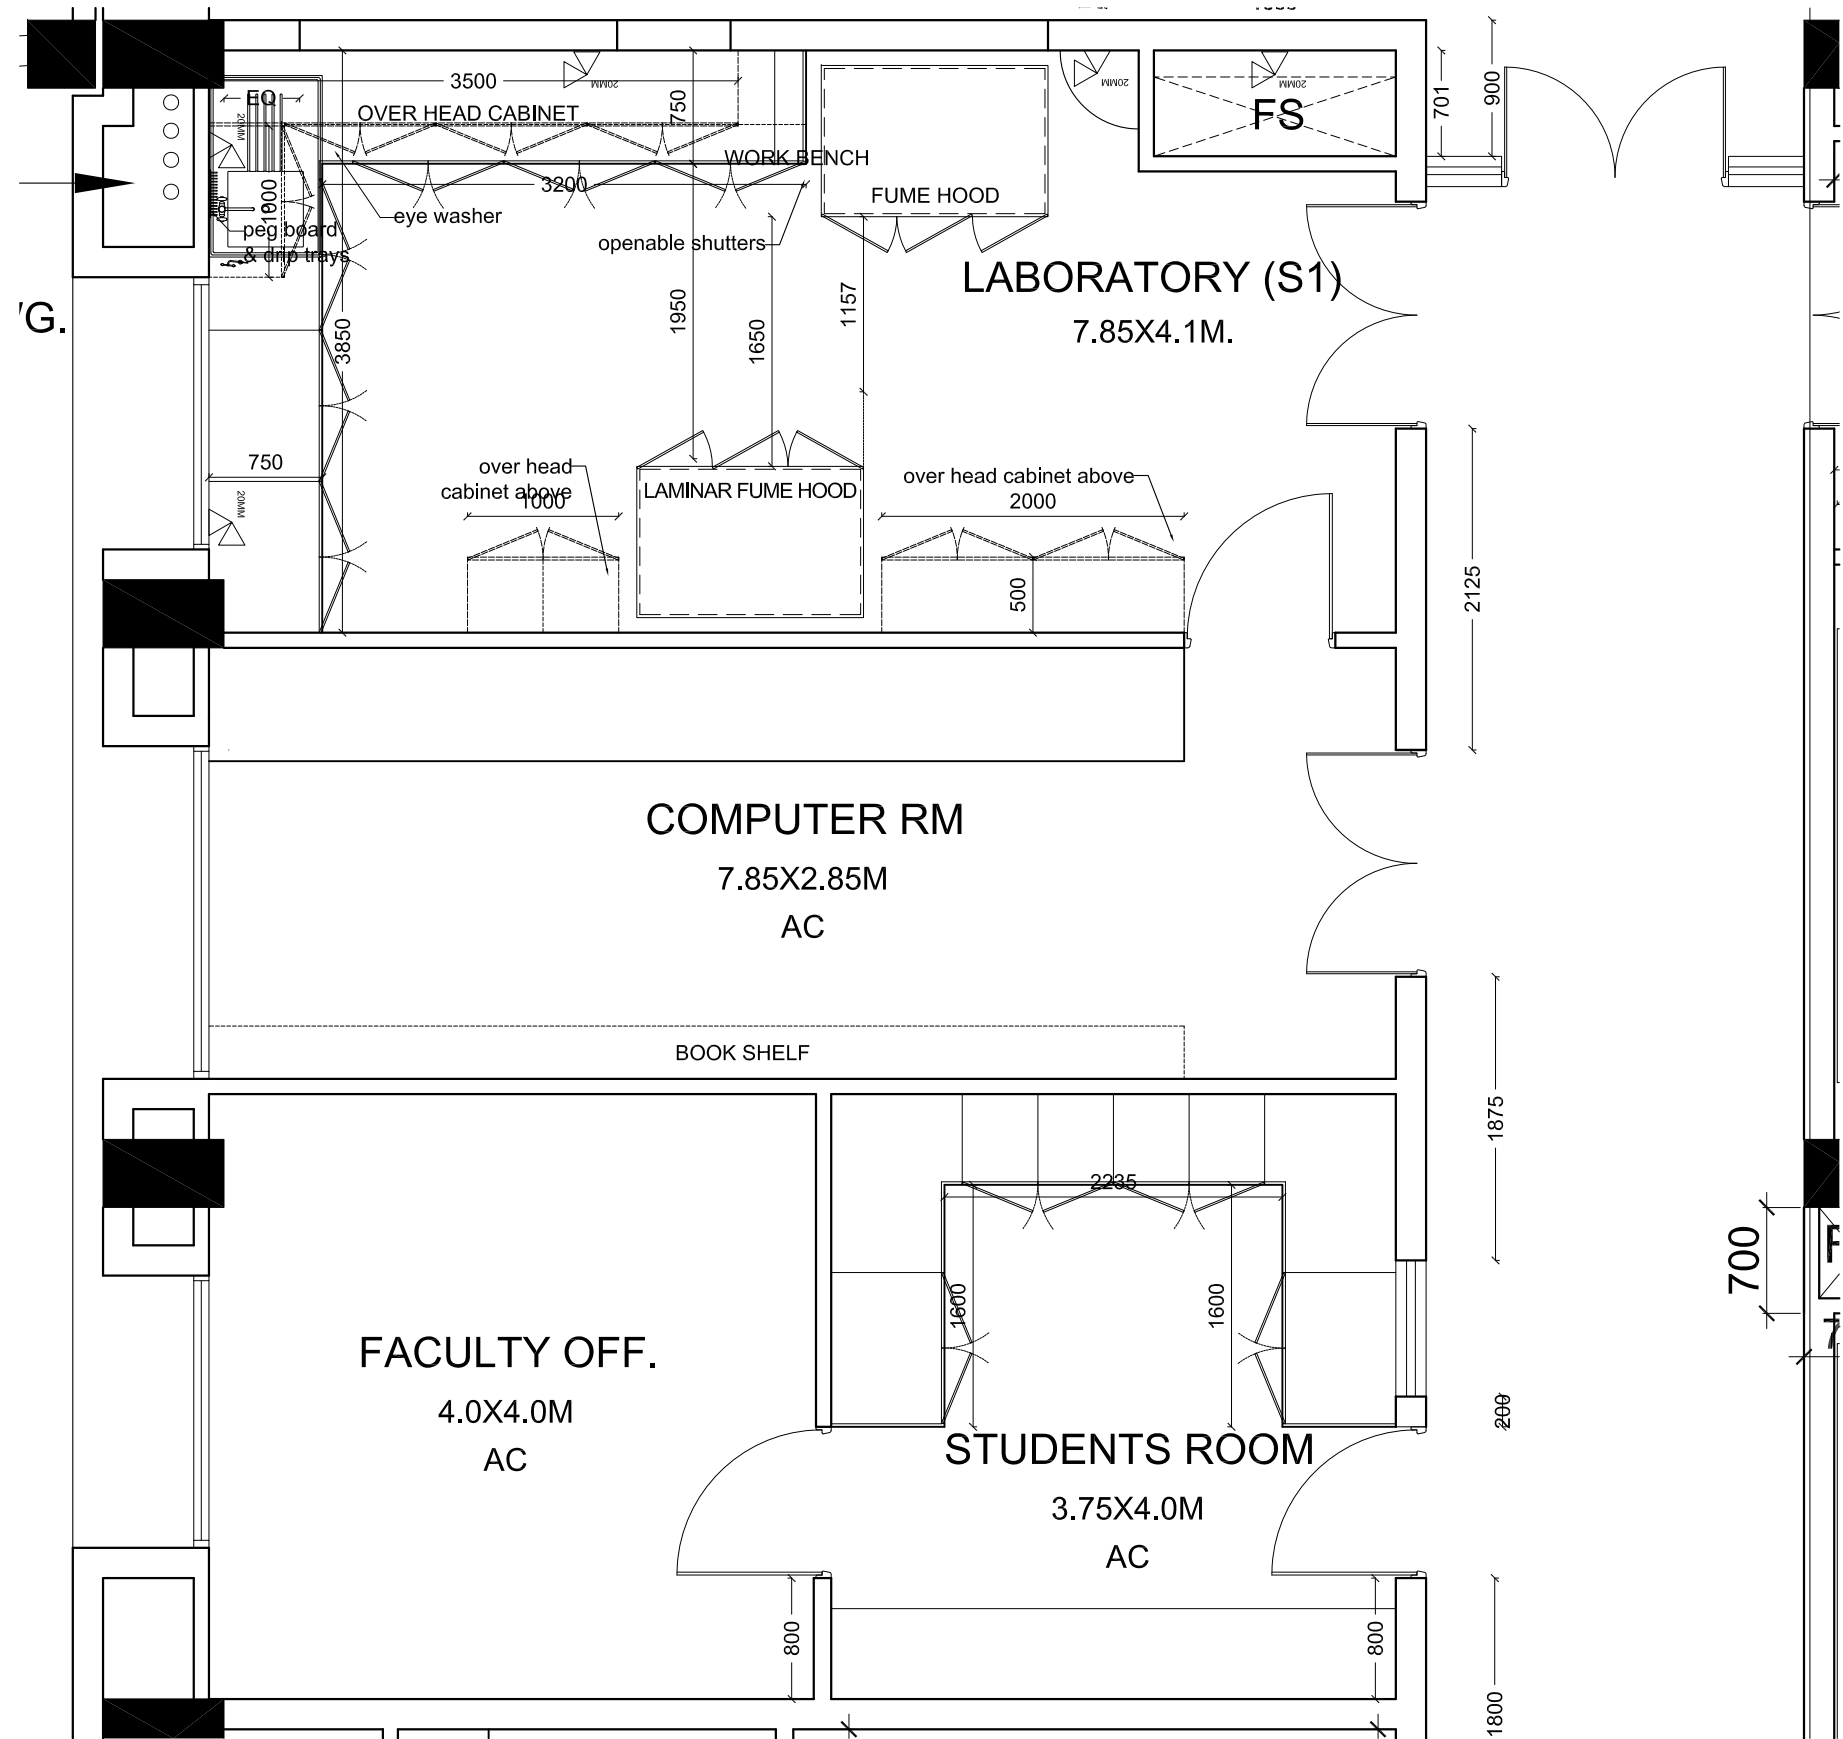 3500
EQ
OVER HEAD CABINET
750
20MM
20MM
20MM
20MM
FS
701
900
WORK BENCH
3200
FUME HOOD
eye washer
1000
peg board
& drip trays
openable shutters
LABORATORY (S1)
7.85X4.1M.
'G.
3850
1950
1650
1157
750
20MM
over head
cabinet above
1000
LAMINAR FUME HOOD
over head cabinet above
2000
500
2125
COMPUTER RM
7.85X2.85M
AC
BOOK SHELF
1875
2235
1600
1600
700
FACULTY OFF.
4.0X4.0M
AC
200
STUDENTS ROOM
3.75X4.0M
AC
800
800
1800